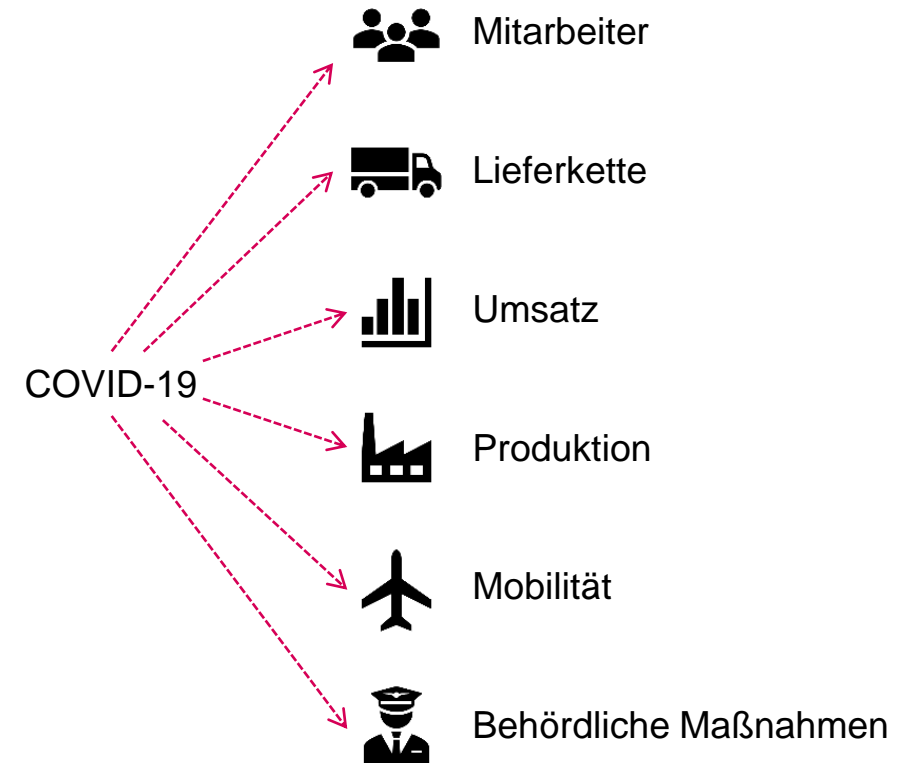 Mitarbeiter
Lieferkette
Umsatz
COVID-19
Produktion
Mobilität
Behördliche Maßnahmen